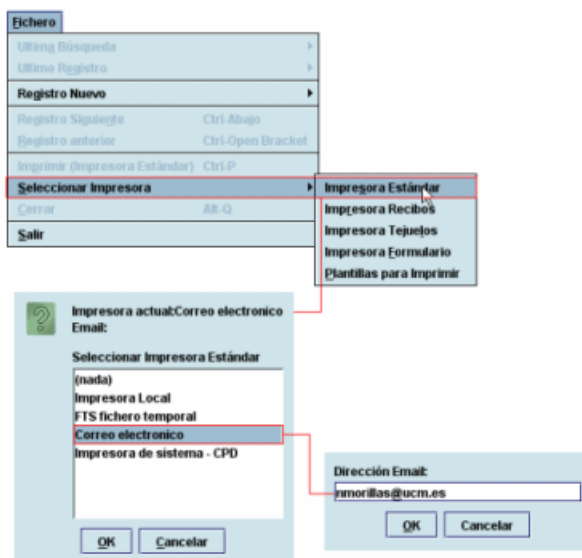 Fichero
Ultima Búsqueda
Ultimo Registro
Registro Nuevo
Registro Siguiente Ctrl-Abajo
Registro anterior Ctrl-Open Bracket
Imprimir (Impresora Estándar) Ctrl-P
Seleccionar Impresora
Cerrar Alt-Q
Salir
Impresora Estándar
Impresora Recibos
Impresora Tejuelos
Impresora Formulario
Plantillas para Imprimir
Impresora actual:Correo electronico
Email:
Seleccionar Impresora Estándar
(nada)
Impresora Local
FTS fichero temporal
Correo electronico
Impresora de sistema - CPD
OK Cancelar
Dirección Email:
nmorillas@ucm.es
OK Cancelar